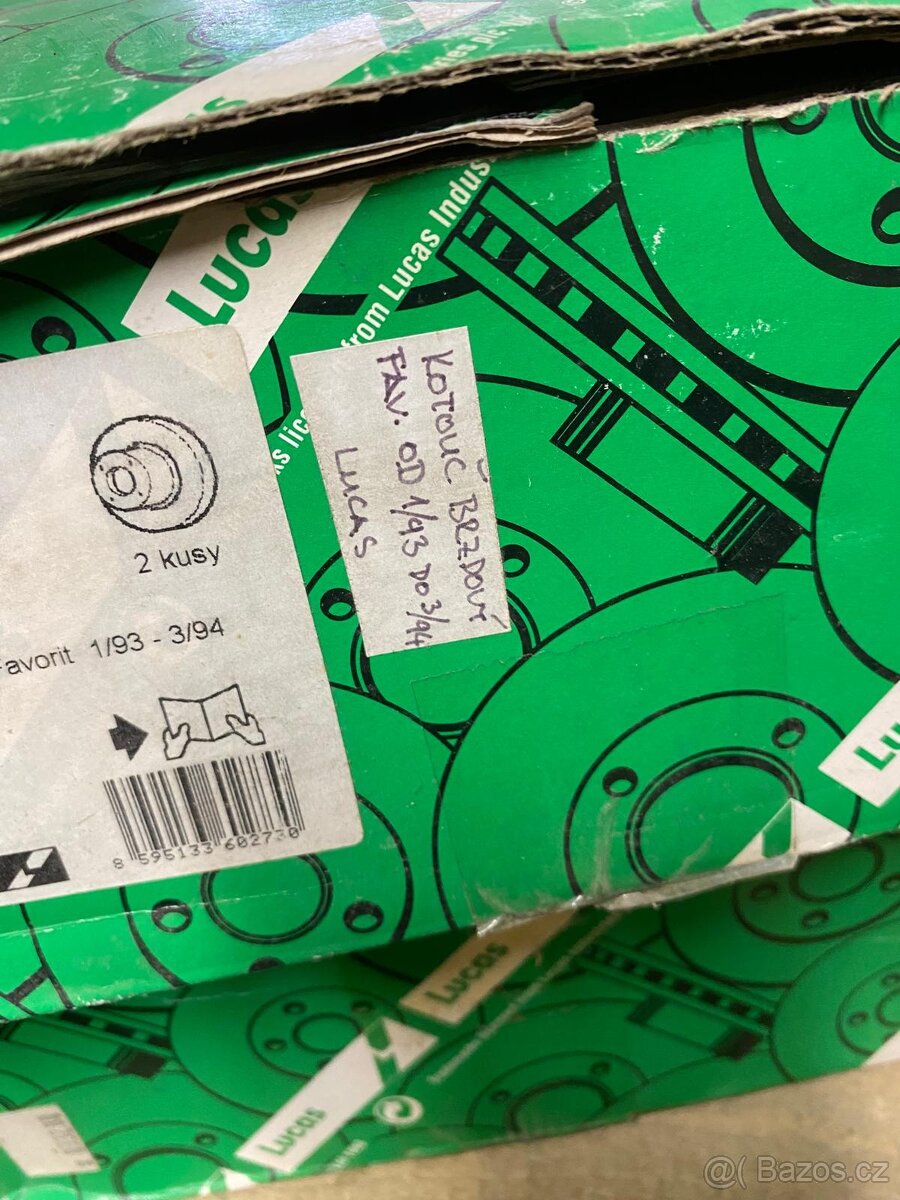 Lucas
from Lucas Indus
KOTOUČ BRZDOVÝ
FAV. OD 1/93 DO 3/94
LUCAS
2 kusy
Favorit 1/93 - 3/94
8 595133 602730
Lucas
Lucas
Lucas
@( Bazos.cz